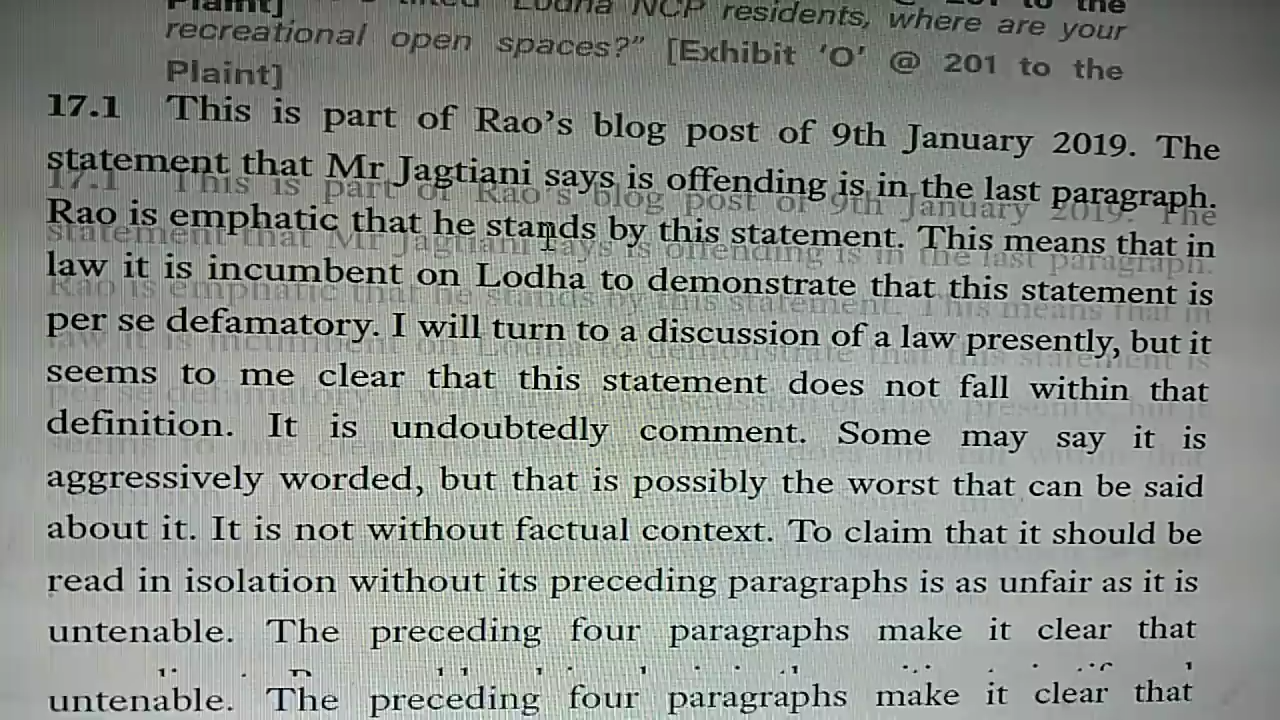 Plaint] "Lodha NCP residents, where are your
recreational open spaces?" [Exhibit 'O' @ 201 to the
Plaint]
17.1 This is part of Rao's blog post of 9th January 2019. The
statement that Mr Jagtiani says is offending is in the last paragraph.
Rao is emphatic that he stands by this statement. This means that in
law it is incumbent on Lodha to demonstrate that this statement is
per se defamatory. I will turn to a discussion of a law presently, but it
seems to me clear that this statement does not fall within that
definition. It is undoubtedly comment. Some may say it is
aggressively worded, but that is possibly the worst that can be said
about it. It is not without factual context. To claim that it should be
read in isolation without its preceding paragraphs is as unfair as it is
untenable. The preceding four paragraphs make it clear that
untenable. The preceding four paragraphs make it clear that